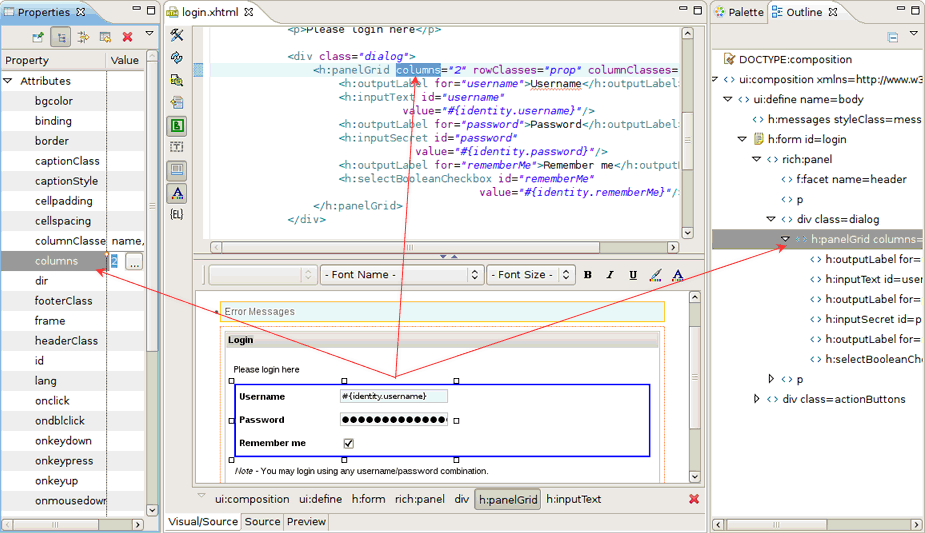 Properties
Property Value
Attributes
bgcolor
binding
border
captionClass
captionStyle
cellpadding
cellspacing
columnClasse name,
columns 2 ...
dir
footerClass
frame
headerClass
id
lang
onclick
ondblclick
onkeydown
onkeypress
onkeyup
onmousedown
login.xhtml
<p>Please login here</p>
<div class="dialog">
<h:panelGrid columns="2" rowClasses="prop" columnClasses=
<h:outputLabel for="username">Username</h:outputLabel>
<h:inputText id="username"
value="#{identity.username}"/>
<h:outputLabel for="password">Password</h:outputLabel>
<h:inputSecret id="password"
value="#{identity.password}"/>
<h:outputLabel for="rememberMe">Remember me</h:outputL
<h:selectBooleanCheckbox id="rememberMe"
value="#{identity.rememberMe}"/>
</h:panelGrid>
</div>
{EL}
- Font Name - - Font Size - B I U A
Error Messages
Login
Please login here
Username #{identity.username}
Password
Remember me
Note - You may login using any username/password combination.
ui:composition ui:define h:form rich:panel div h:panelGrid h:inputText
Visual/Source Source Preview
Palette Outline
DOCTYPE:composition
ui:composition xmlns=http://www.w3
ui:define name=body
h:messages styleClass=mess
h:form id=login
rich:panel
f:facet name=header
p
div class=dialog
h:panelGrid columns=
h:outputLabel for=
h:inputText id=user
h:outputLabel for=
h:inputSecret id=p
h:outputLabel for=
h:selectBooleanCh
p
div class=actionButtons